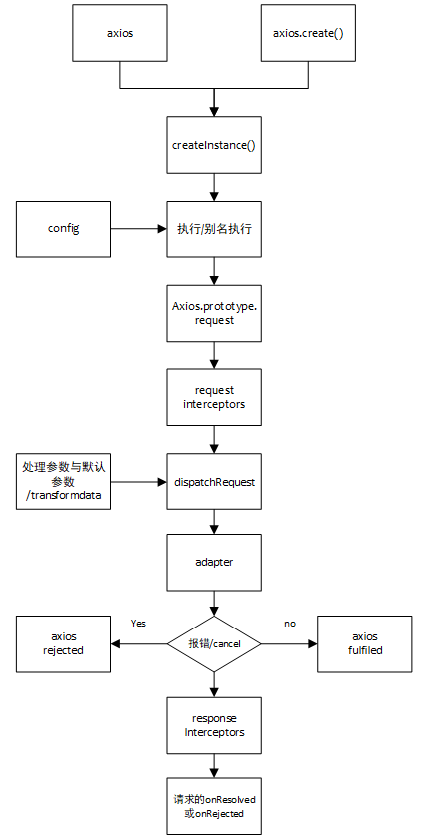 axios
axios.create()
createInstance()
config
执行/别名执行
Axios.prototype.
request
request
interceptors
处理参数与默认
参数
/transformdata
dispatchRequest
adapter
Yes
报错/cancel
no
axios
rejected
axios
fulfiled
response
Interceptors
请求的onResolved
或onRejected